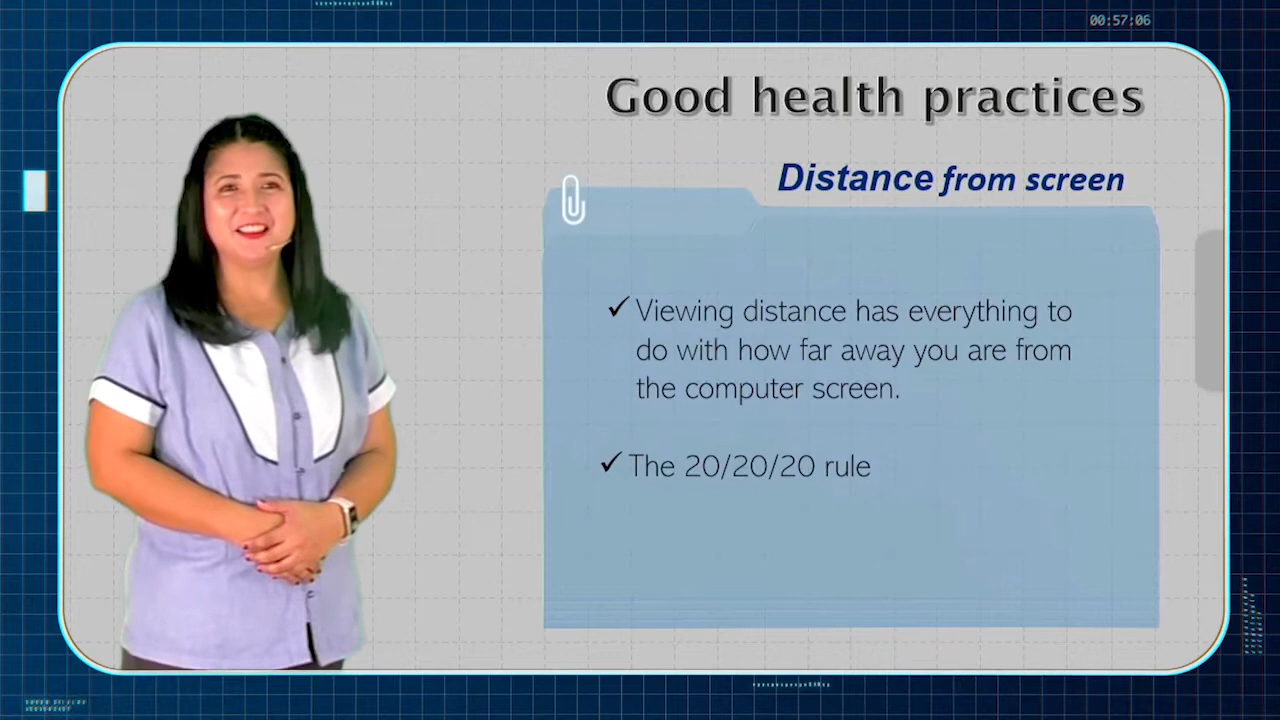 00:57:06
Good health practices
Distance from screen
✓ Viewing distance has everything to
do with how far away you are from
the computer screen.
✓ The 20/20/20 rule